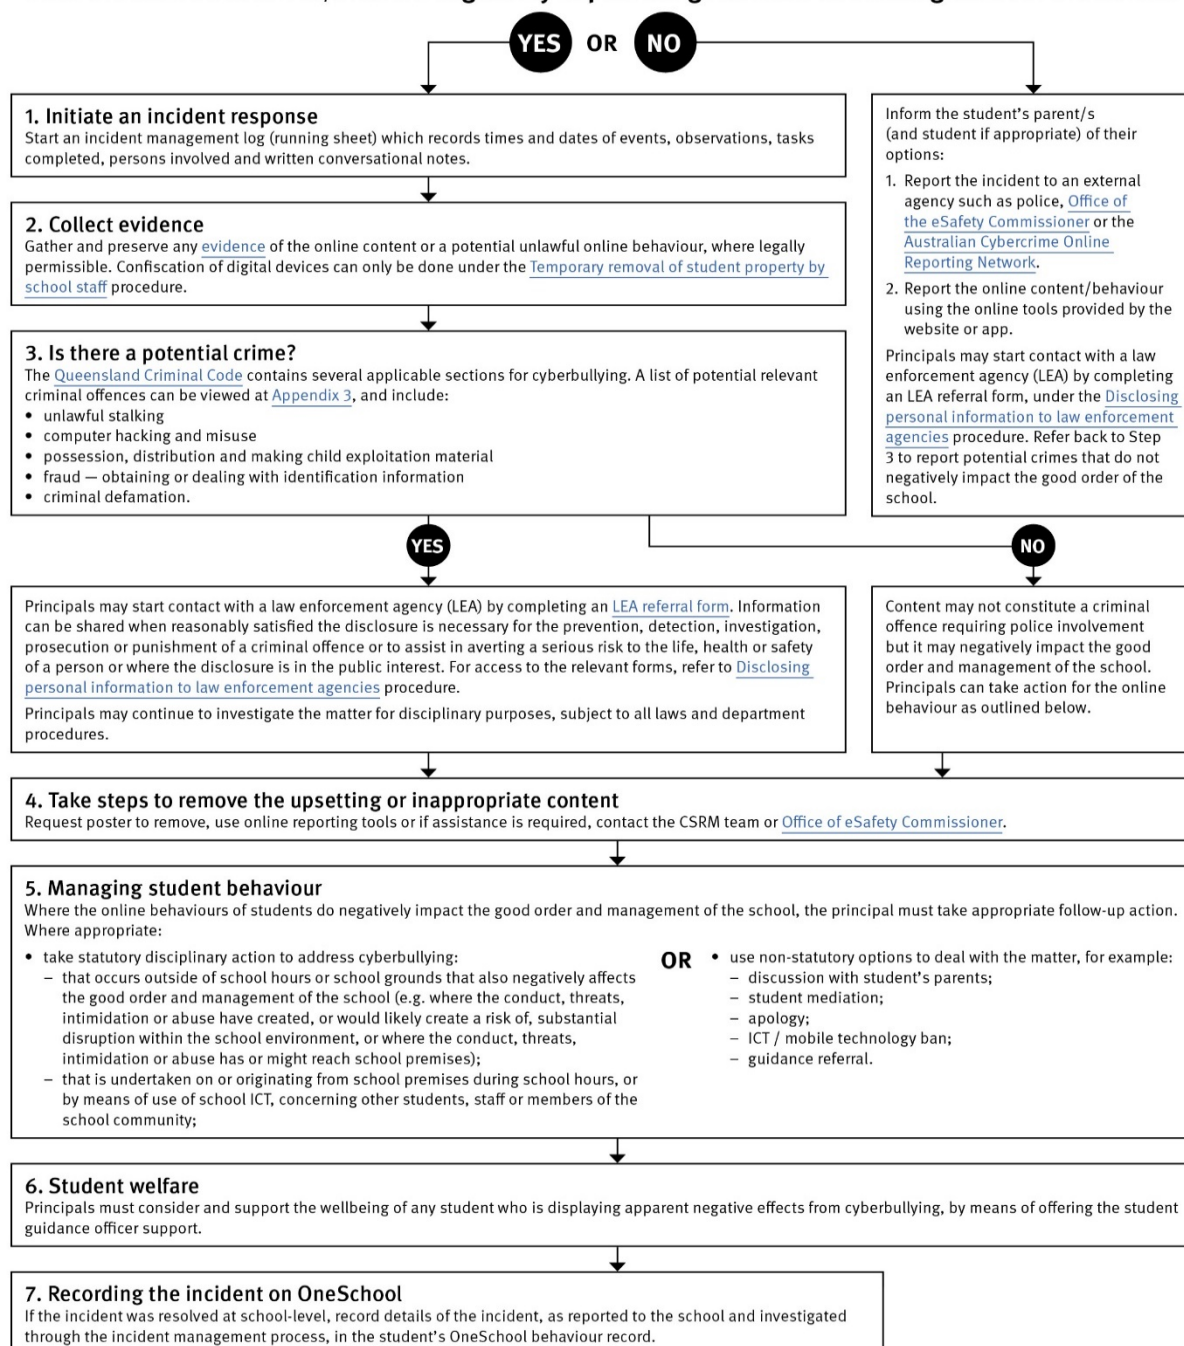 YES OR NO
1. Initiate an incident response
Start an incident management log (running sheet) which records times and dates of events, observations, tasks
completed, persons involved and written conversational notes.
2. Collect evidence
Gather and preserve any evidence of the online content or a potential unlawful online behaviour, where legally
permissible. Confiscation of digital devices can only be done under the Temporary removal of student property by
school staff procedure.
3. Is there a potential crime?
The Queensland Criminal Code contains several applicable sections for cyberbullying. A list of potential relevant
criminal offences can be viewed at Appendix 3, and include:
• unlawful stalking
• computer hacking and misuse
• possession, distribution and making child exploitation material
• fraud — obtaining or dealing with identification information
• criminal defamation.
Inform the student's parent/s
(and student if appropriate) of their
options:
1. Report the incident to an external
agency such as police, Office of
the eSafety Commissioner or the
Australian Cybercrime Online
Reporting Network.
2. Report the online content/behaviour
using the online tools provided by the
website or app.
Principals may start contact with a law
enforcement agency (LEA) by completing
an LEA referral form, under the Disclosing
personal information to law enforcement
agencies procedure. Refer back to Step
3 to report potential crimes that do not
negatively impact the good order of the
school.
YES
NO
Principals may start contact with a law enforcement agency (LEA) by completing an LEA referral form. Information
can be shared when reasonably satisfied the disclosure is necessary for the prevention, detection, investigation,
prosecution or punishment of a criminal offence or to assist in averting a serious risk to the life, health or safety
of a person or where the disclosure is in the public interest. For access to the relevant forms, refer to Disclosing
personal information to law enforcement agencies procedure.
Principals may continue to investigate the matter for disciplinary purposes, subject to all laws and department
procedures.
Content may not constitute a criminal
offence requiring police involvement
but it may negatively impact the good
order and management of the school.
Principals can take action for the online
behaviour as outlined below.
4. Take steps to remove the upsetting or inappropriate content
Request poster to remove, use online reporting tools or if assistance is required, contact the CSRM team or Office of eSafety Commissioner.
5. Managing student behaviour
Where the online behaviours of students do negatively impact the good order and management of the school, the principal must take appropriate follow-up action.
Where appropriate:
• take statutory disciplinary action to address cyberbullying:
– that occurs outside of school hours or school grounds that also negatively affects
the good order and management of the school (e.g. where the conduct, threats,
intimidation or abuse have created, or would likely create a risk of, substantial
disruption within the school environment, or where the conduct, threats,
intimidation or abuse has or might reach school premises);
– that is undertaken on or originating from school premises during school hours, or
by means of use of school ICT, concerning other students, staff or members of the
school community;
OR
• use non-statutory options to deal with the matter, for example:
– discussion with student's parents;
– student mediation;
– apology;
– ICT / mobile technology ban;
– guidance referral.
6. Student welfare
Principals must consider and support the wellbeing of any student who is displaying apparent negative effects from cyberbullying, by means of offering the student
guidance officer support.
7. Recording the incident on OneSchool
If the incident was resolved at school-level, record details of the incident, as reported to the school and investigated
through the incident management process, in the student's OneSchool behaviour record.